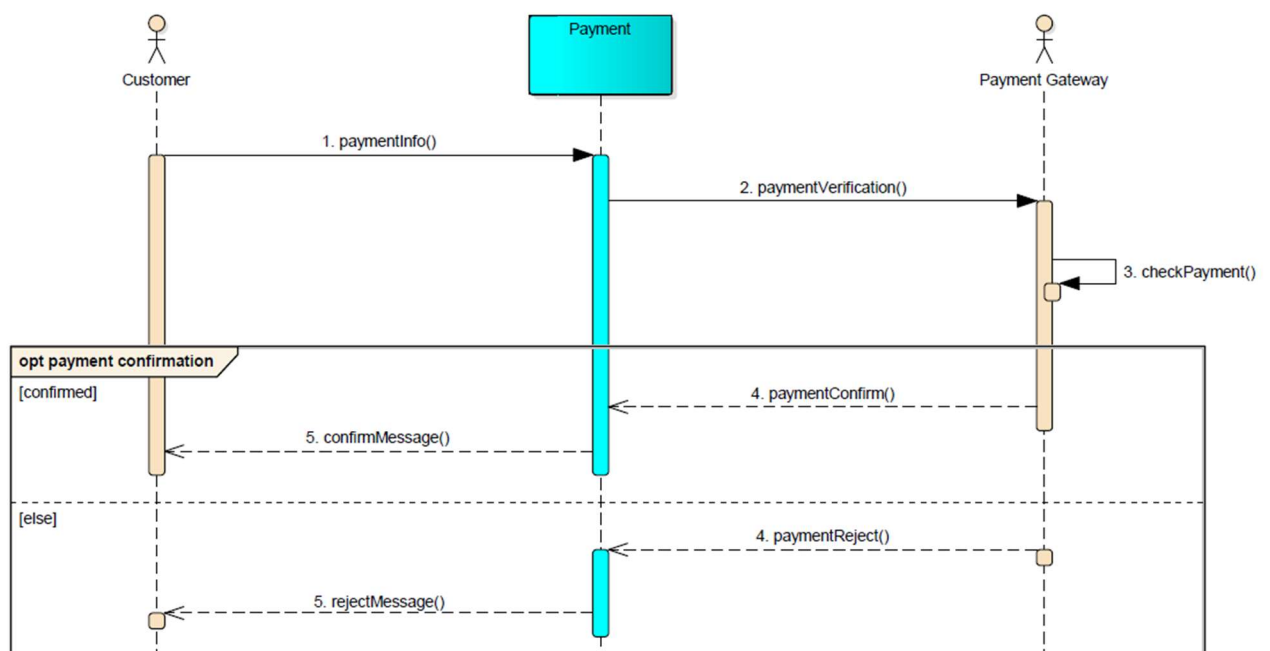 Payment
Customer
Payment Gateway
1. paymentInfo()
2. paymentVerification()
3. checkPayment()
opt payment confirmation
[confirmed]
4. paymentConfirm()
5. confirmMessage()
[else]
4. paymentReject()
5. rejectMessage()